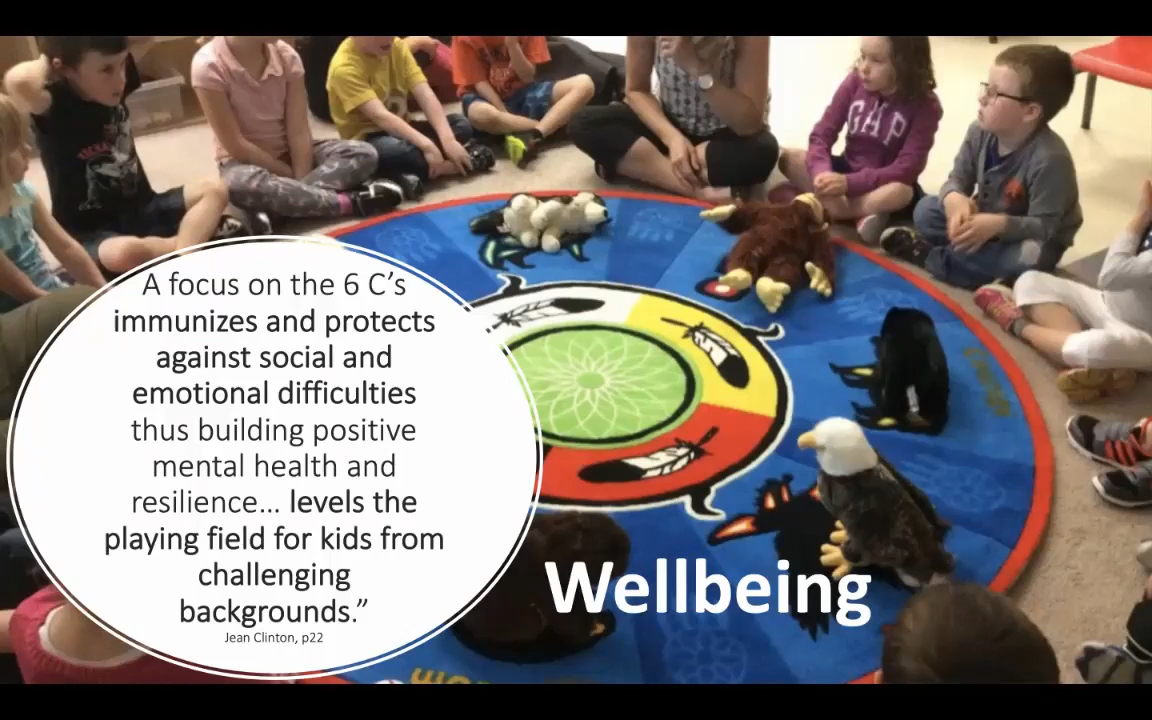 GAP
A focus on the 6 C’s
immunizes and protects
against social and
emotional difficulties
thus building positive
mental health and
resilience… levels the
playing field for kids from
challenging
backgrounds.”
Jean Clinton, p22
Wellbeing